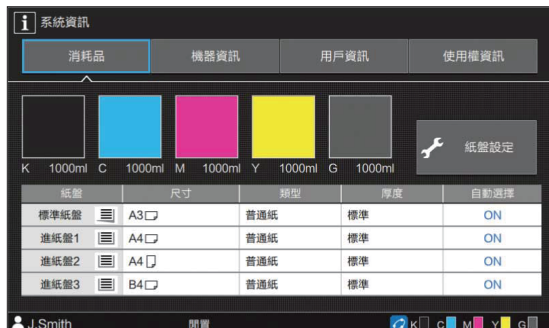 i 系統資訊
消耗品 機器資訊 用戶資訊 使用權資訊
K 1000ml C 1000ml M 1000ml Y 1000ml G 1000ml
紙盤設定
紙盤 尺寸 類型 厚度 自動選擇
標準紙盤 A3 普通紙 標準 ON
進紙盤1 A4 普通紙 標準 ON
進紙盤2 A4 普通紙 標準 ON
進紙盤3 B4 普通紙 標準 ON
J.Smith 閒置 K C M Y G